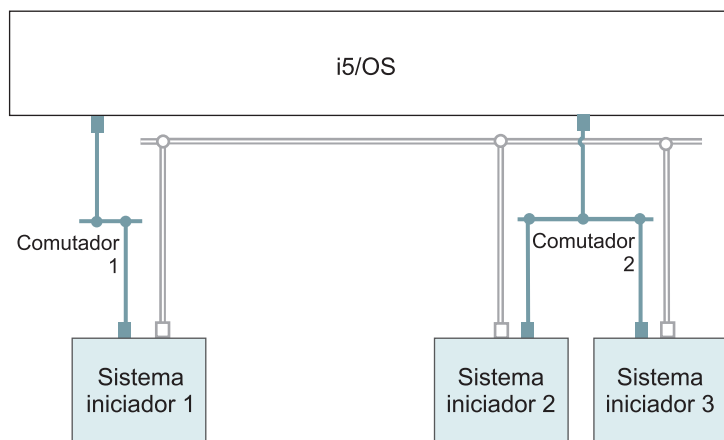 i5/OS
Comutador
1
Comutador
2
Sistema
iniciador 1
Sistema
iniciador 2
Sistema
iniciador 3